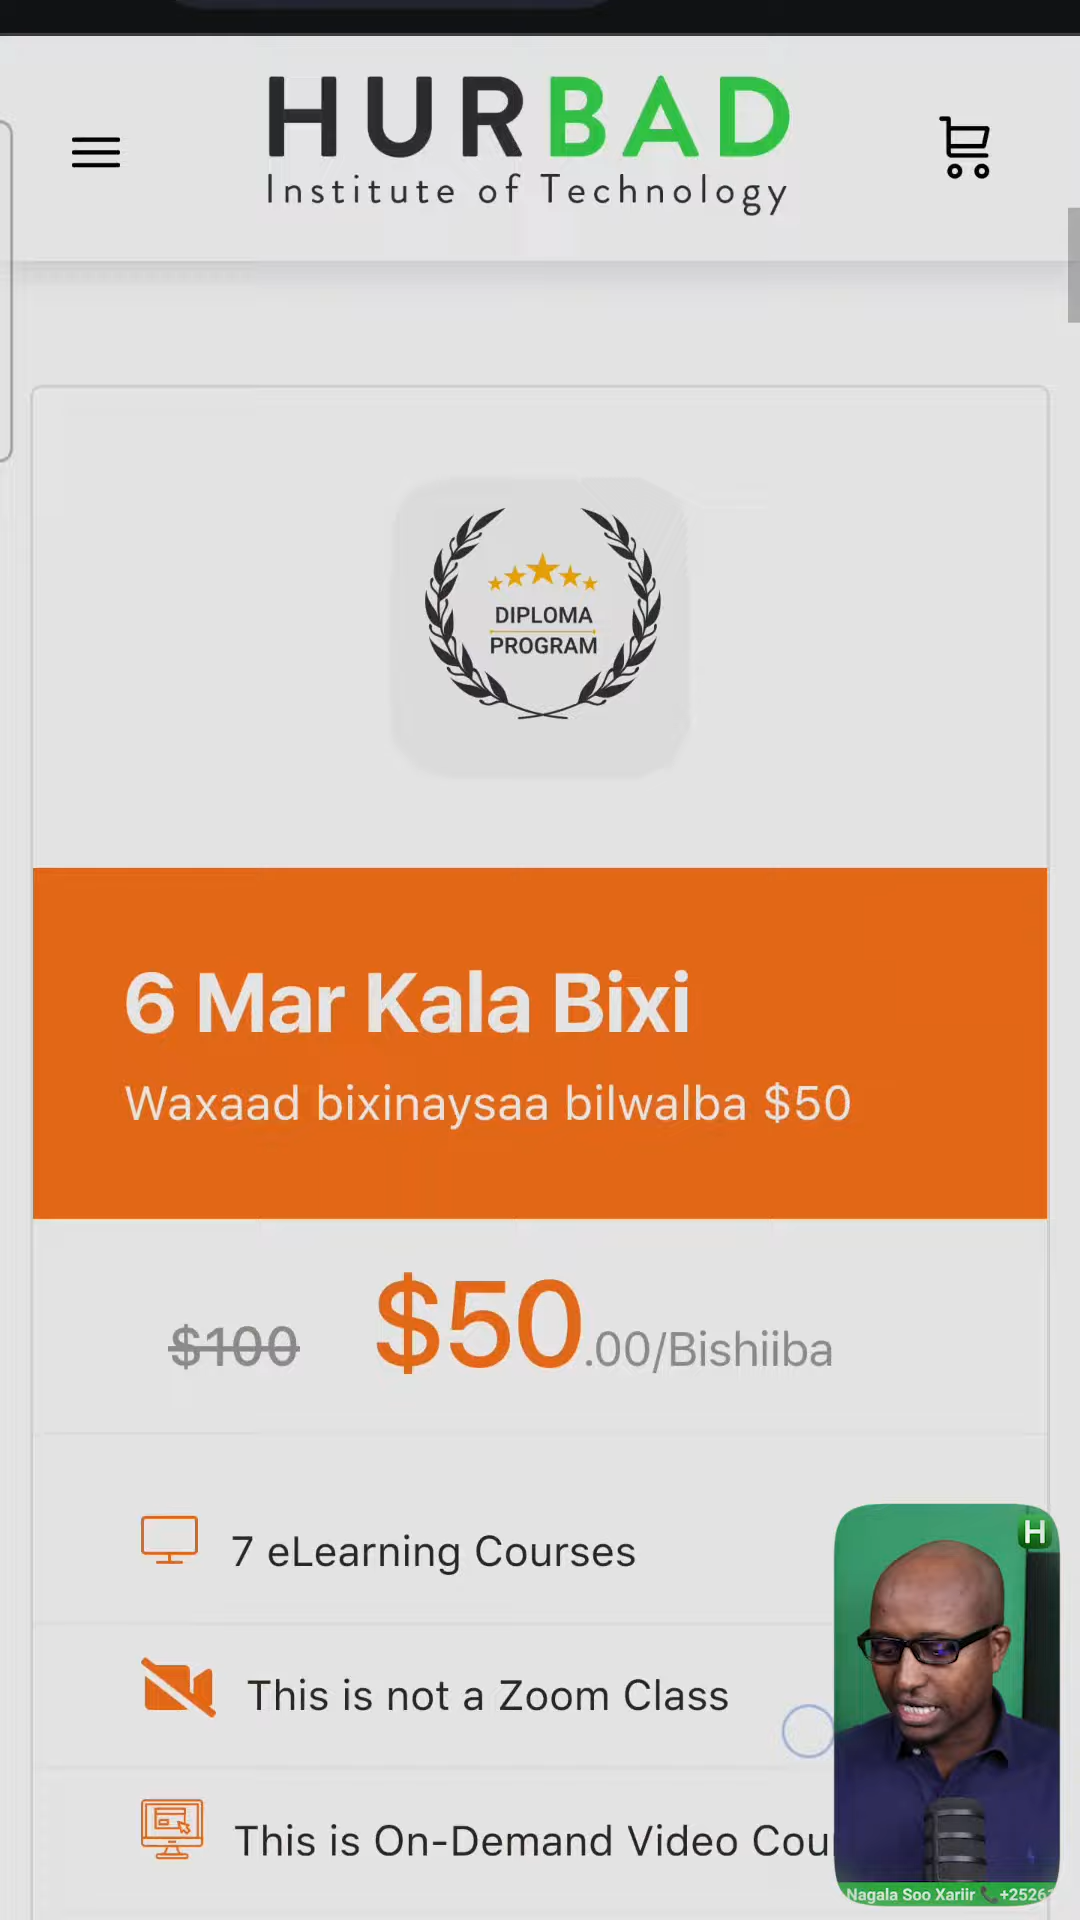 HURBAD
Institute of Technology
DIPLOMA
PROGRAM
6 Mar Kala Bixi
Waxaad bixinaysaa bilwalba $50
$100 $50.00/Bishiiba
7 eLearning Courses
This is not a Zoom Class
This is On-Demand Video
H
Nagala Soo Xariir